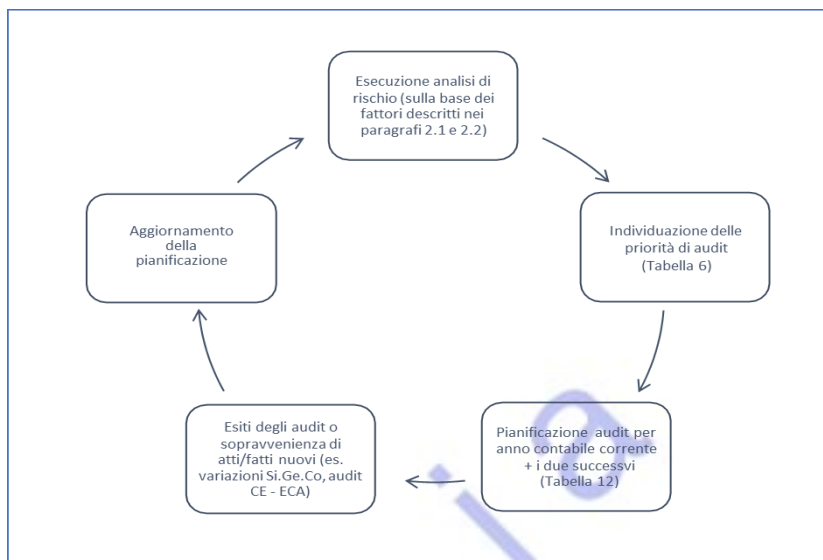 Esecuzione analisi di
rischio (sulla base dei
fattori descritti nei
paragrafi 2.1 e 2.2)
Individuazione delle
priorità di audit
(Tabella 6)
Pianificazione audit per
anno contabile corrente
+ i due successvi
(Tabella 12)
Esiti degli audit o
sopravvenienza di
atti/fatti nuovi (es.
variazioni Si.Ge.Co, audit
CE - ECA)
Aggiornamento
della
pianificazione